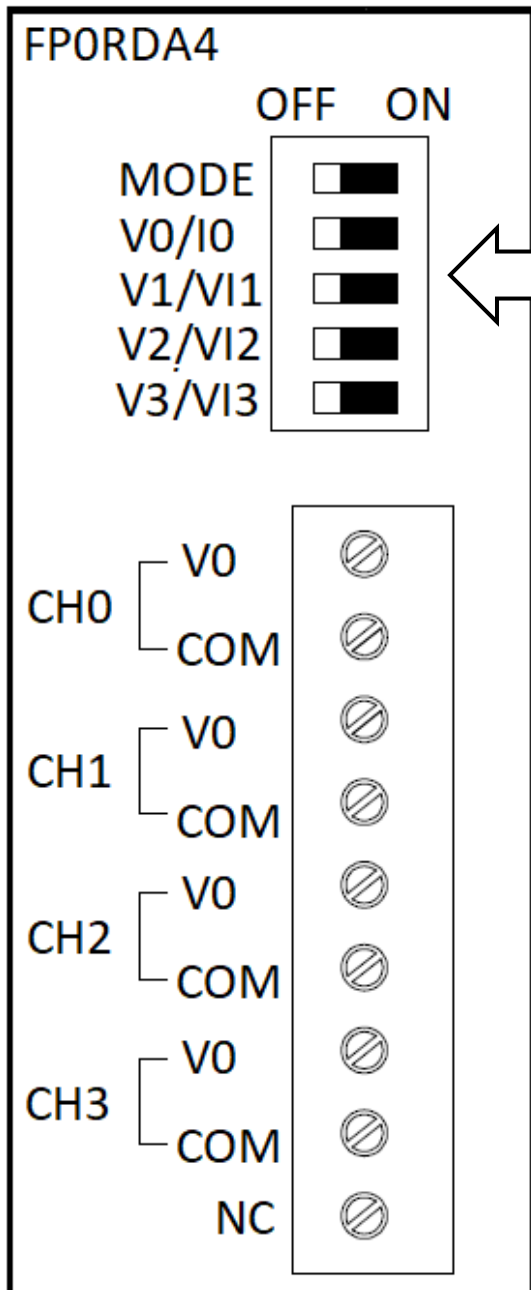 FP0RDA4
OFF ON
MODE
V0/I0
V1/VI1
V2/VI2
V3/VI3
CH0
V0
COM
CH1
V0
COM
CH2
V0
COM
CH3
V0
COM
NC